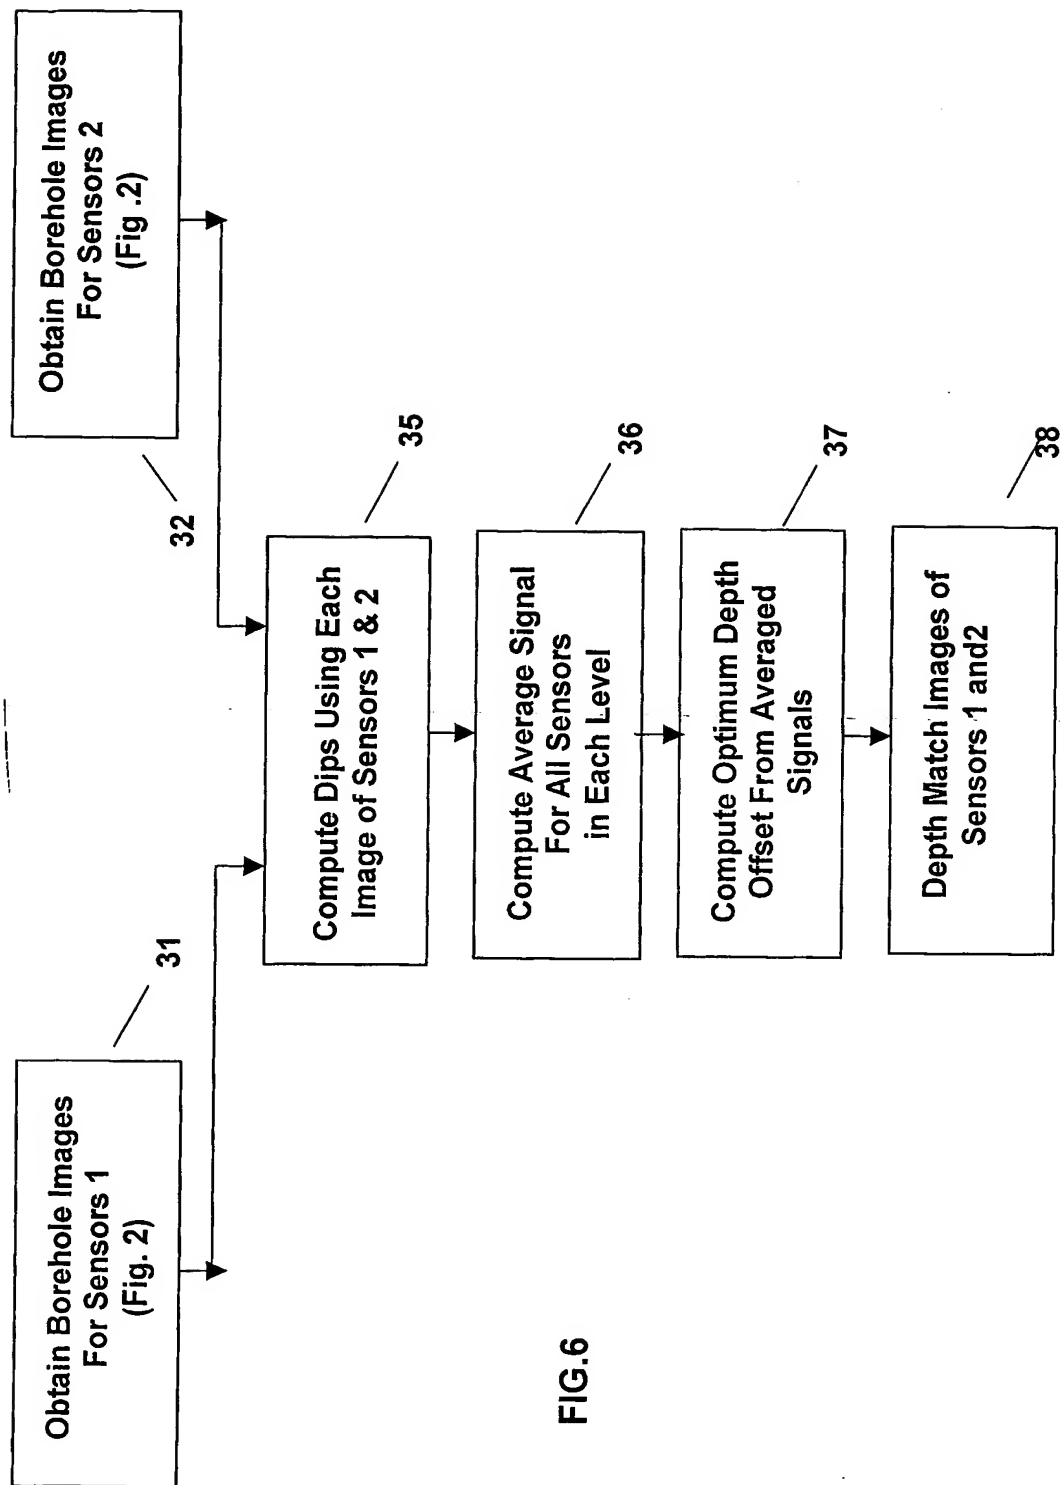 Obtain Borehole Images
For Sensors 1
(Fig. 2)
31
Obtain Borehole Images
For Sensors 2
(Fig .2)
32
Compute Dips Using Each
Image of Sensors 1 & 2
35
Compute Average Signal
For All Sensors
in Each Level
36
Compute Optimum Depth
Offset From Averaged
Signals
37
Depth Match Images of
Sensors 1 and2
38
FIG.6